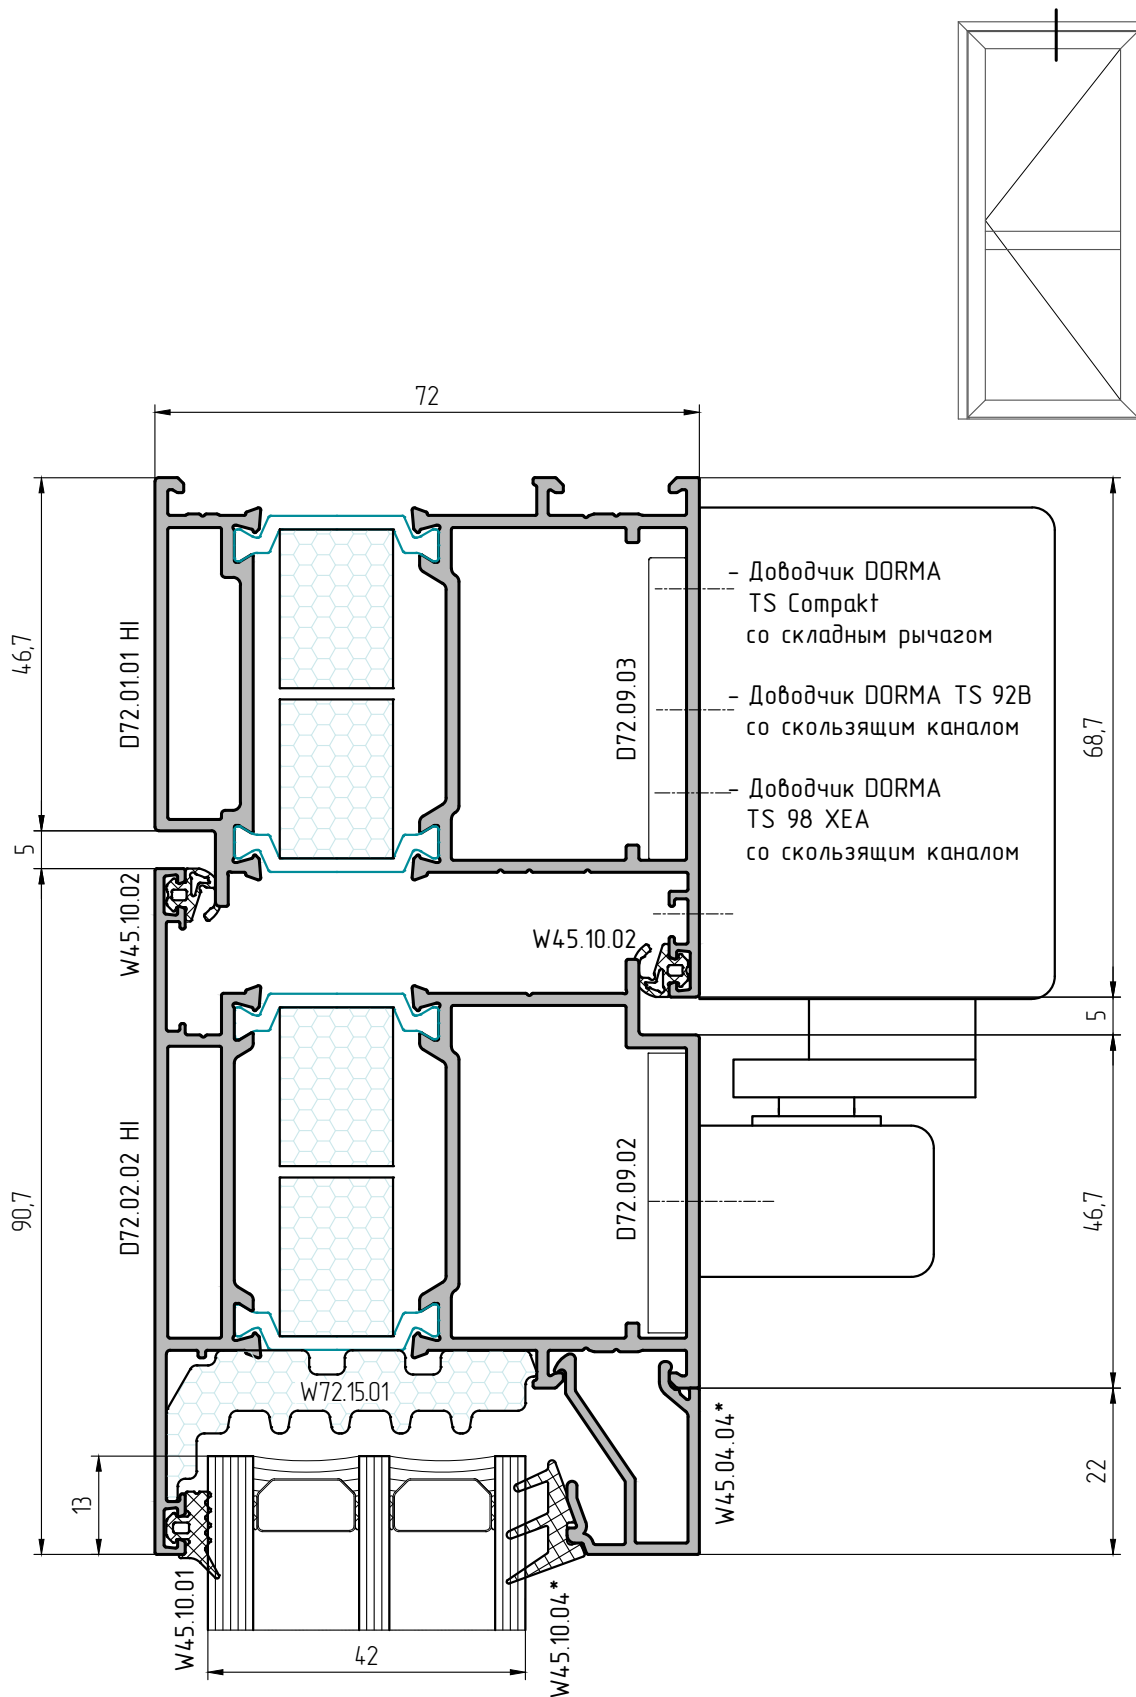 72
46,7
5
90,7
13
D72.01.01 HI
W45.10.02
D72.02.02 HI
D72.09.03
- Доводчик DORMA
TS Compakt
со складным рычагом
- Доводчик DORMA TS 92B
со скользящим каналом
- Доводчик DORMA
TS 98 XEA
со скользящим каналом
68,7
W45.10.02
5
D72.09.02
46,7
W72.15.01
W45.04.04*
22
W45.10.01
W45.10.04*
42